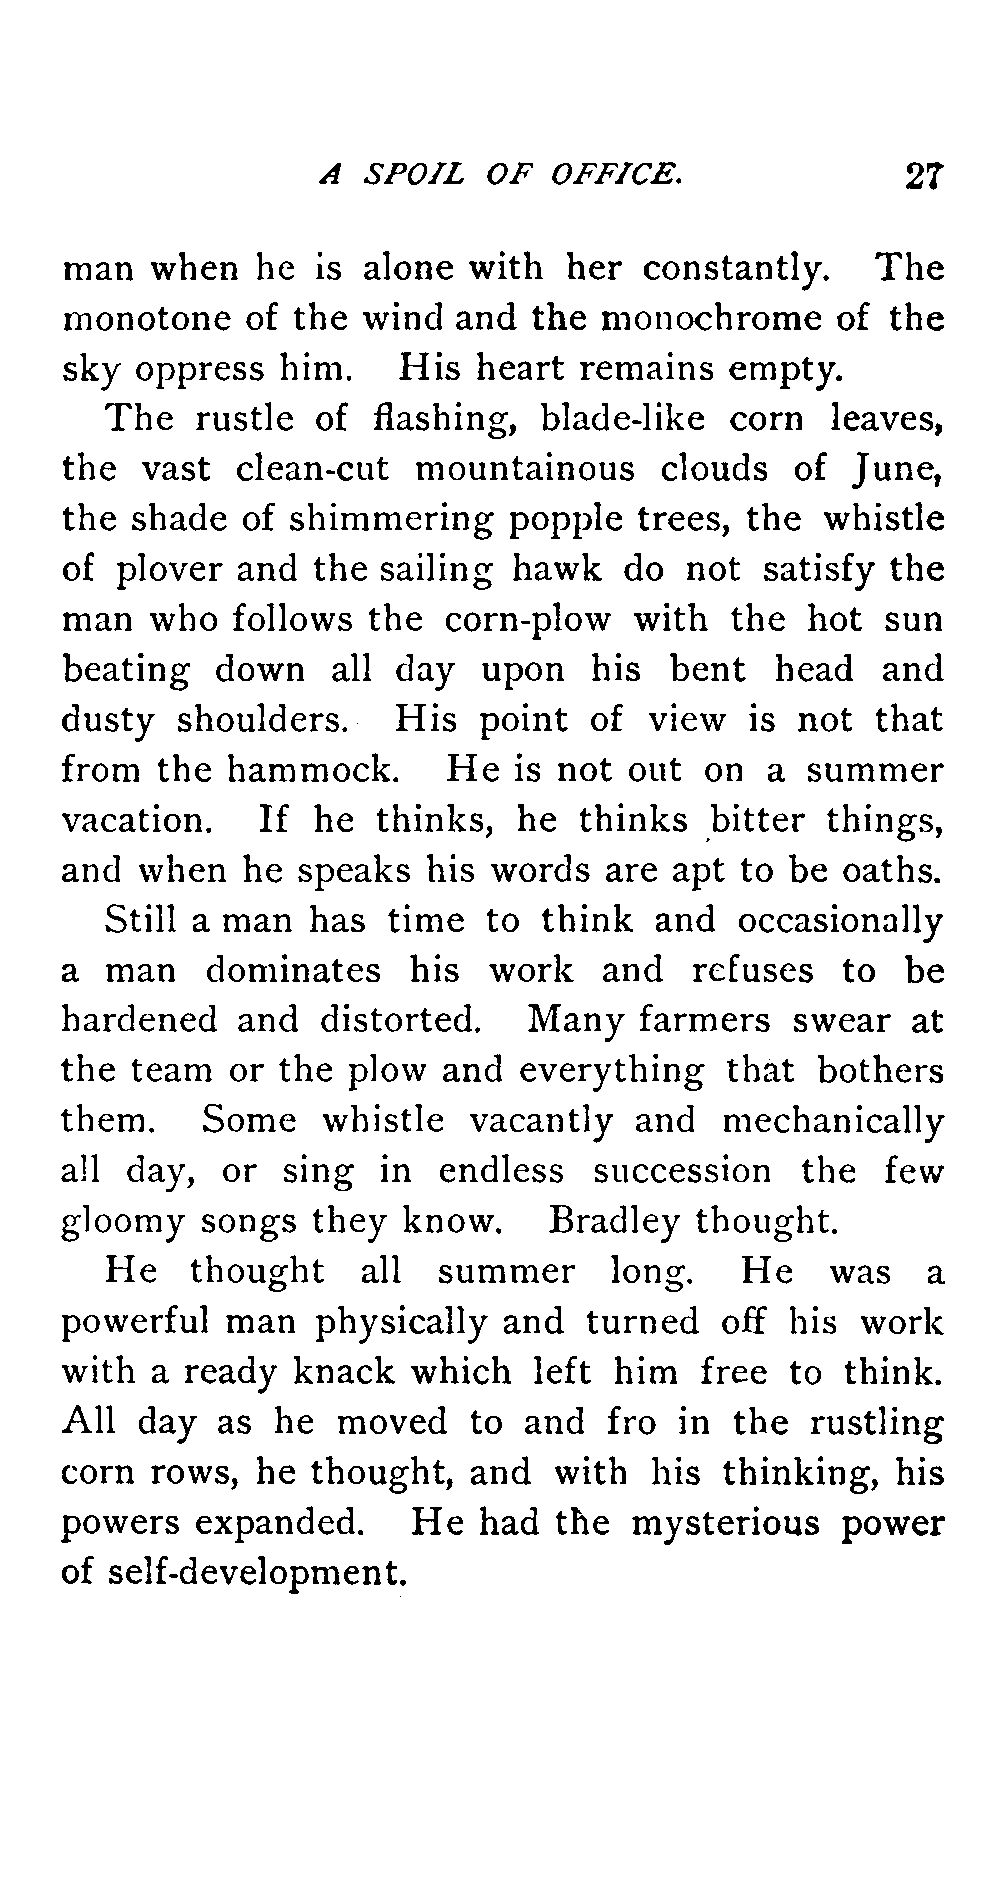 A SPOIL OF OFFICE. 27
man when he is alone with her constantly. The
monotone of the wind and the monochrome of the
sky oppress him. His heart remains empty.
The rustle of flashing, blade-like corn leaves,
the vast clean-cut mountainous clouds of June,
the shade of shimmering popple trees, the whistle
of plover and the sailing hawk do not satisfy the
man who follows the corn-plow with the hot sun
beating down all day upon his bent head and
dusty shoulders. His point of view is not that
from the hammock. He is not out on a summer
vacation. If he thinks, he thinks bitter things,
and when he speaks his words are apt to be oaths.
Still a man has time to think and occasionally
a man dominates his work and refuses to be
hardened and distorted. Many farmers swear at
the team or the plow and everything that bothers
them. Some whistle vacantly and mechanically
all day, or sing in endless succession the few
gloomy songs they know. Bradley thought.
He thought all summer long. He was a
powerful man physically and turned off his work
with a ready knack which left him free to think.
All day as he moved to and fro in the rustling
corn rows, he thought, and with his thinking, his
powers expanded. He had the mysterious power
of self-development.